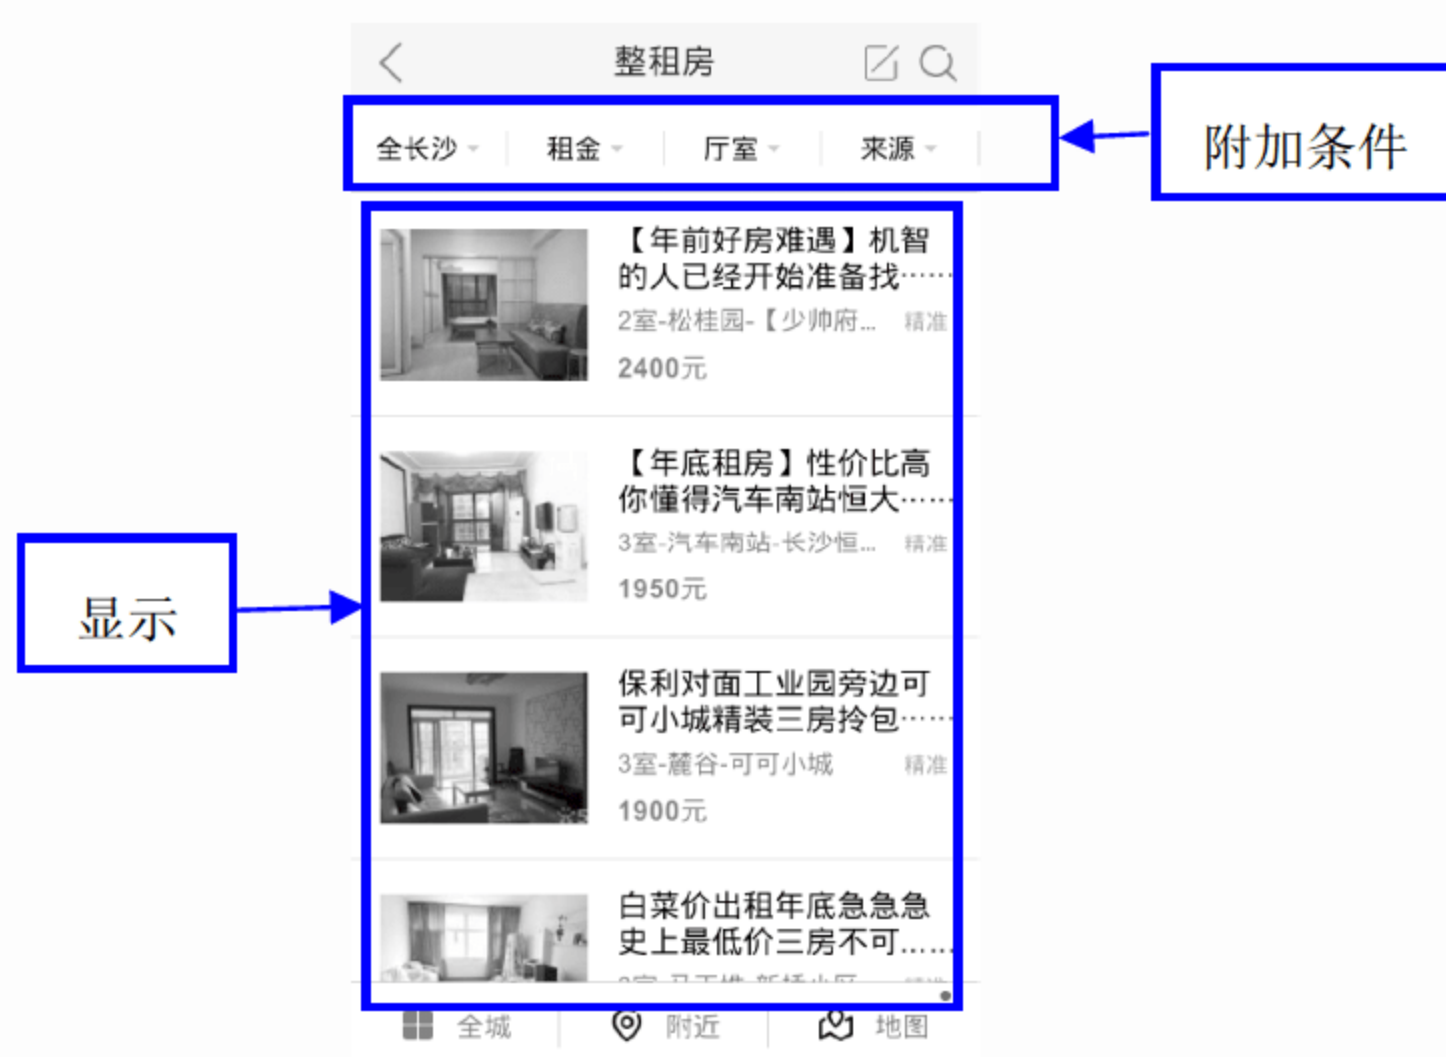 整租房
全长沙
租金
厅室
来源
附加条件
【年前好房难遇】机智
的人已经开始准备找……
2室-松桂园-【少帅府... 精准
2400元
【年底租房】性价比高
你懂得汽车南站恒大……
3室-汽车南站-长沙恒... 精准
1950元
显示
保利对面工业园旁边可
可小城精装三房拎包……
3室-麓谷-可可小城 精准
1900元
白菜价出租年底急急急
史上最低价三房不可......
全城
附近
地图